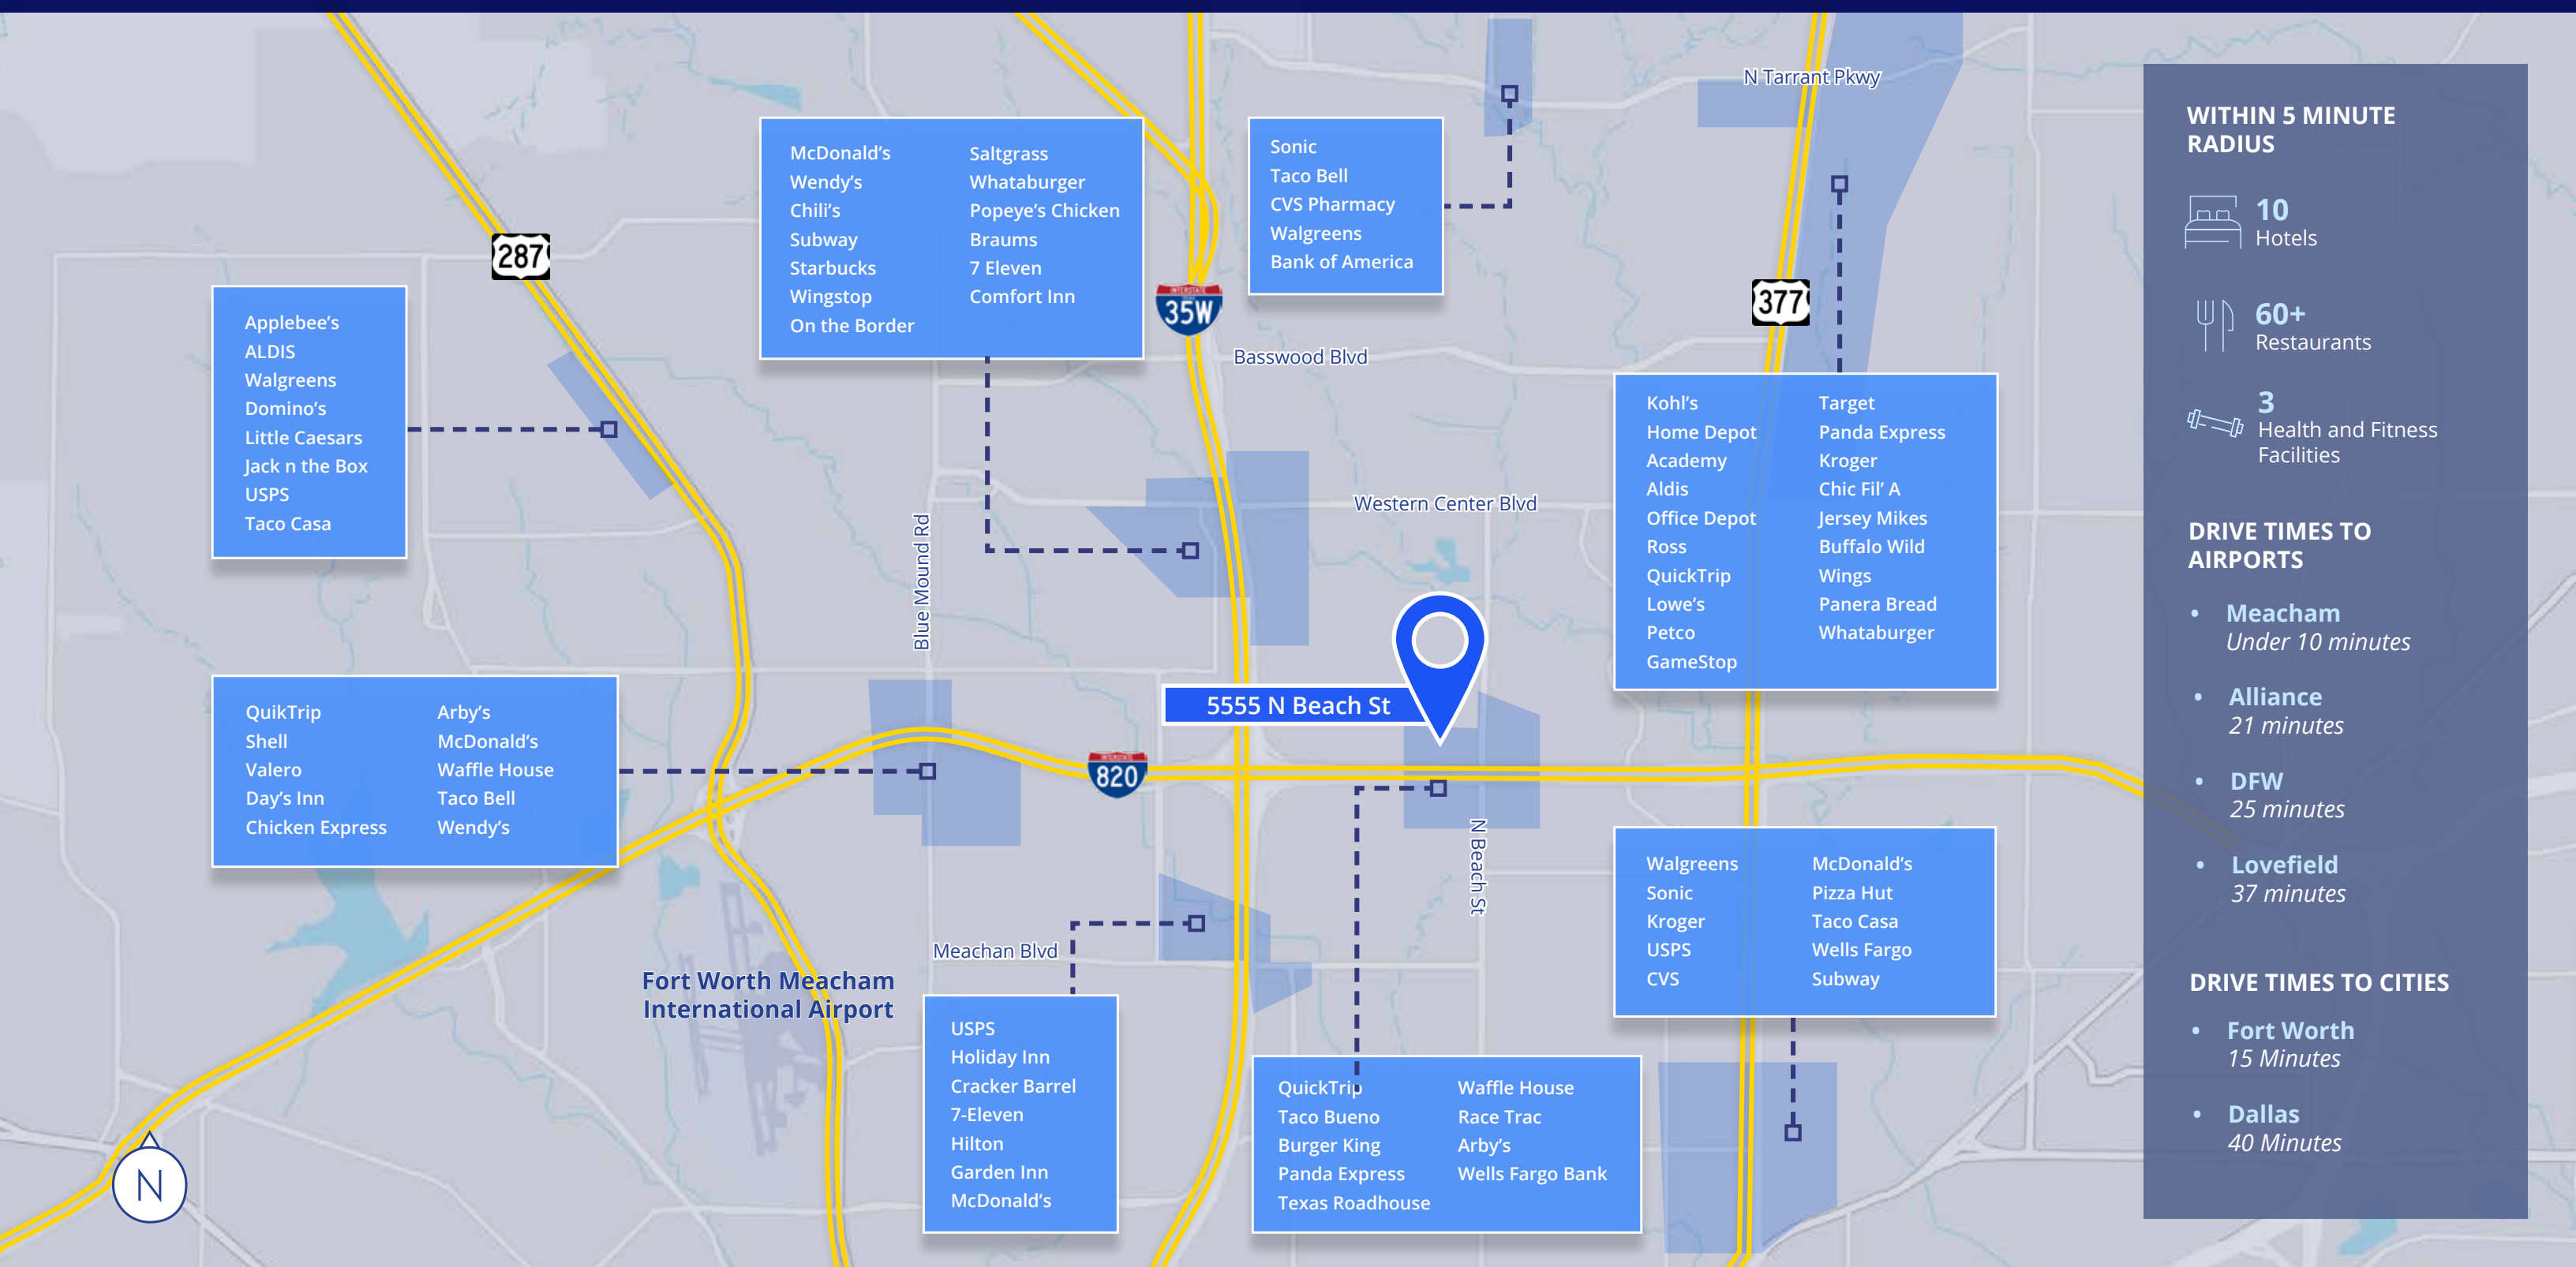 N Tarrant Pkwy
McDonald's
Wendy's
Chili's
Subway
Starbucks
Wingstop
On the Border
Saltgrass
Whataburger
Popeye's Chicken
Braums
7 Eleven
Comfort Inn
Sonic
Taco Bell
CVS Pharmacy
Walgreens
Bank of America
287
INTERSTATE
35W
377
Basswood Blvd
Applebee's
ALDIS
Walgreens
Domino's
Little Caesars
Jack n the Box
USPS
Taco Casa
Kohl's
Home Depot
Academy
Aldis
Office Depot
Ross
QuickTrip
Lowe's
Petco
GameStop
Target
Panda Express
Kroger
Chic Fil' A
Jersey Mikes
Buffalo Wild
Wings
Panera Bread
Whataburger
Western Center Blvd
Blue Mound Rd
5555 N Beach St
QuikTrip
Shell
Valero
Day's Inn
Chicken Express
Arby's
McDonald's
Waffle House
Taco Bell
Wendy's
INTERSTATE
820
N Beach St
Meachan Blvd
Fort Worth Meacham
International Airport
Walgreens
Sonic
Kroger
USPS
CVS
McDonald's
Pizza Hut
Taco Casa
Wells Fargo
Subway
USPS
Holiday Inn
Cracker Barrel
7-Eleven
Hilton
Garden Inn
McDonald's
QuickTrip
Taco Bueno
Burger King
Panda Express
Texas Roadhouse
Waffle House
Race Trac
Arby's
Wells Fargo Bank
N
WITHIN 5 MINUTE
RADIUS
10
Hotels
60+
Restaurants
3
Health and Fitness
Facilities
DRIVE TIMES TO
AIRPORTS
• Meacham
Under 10 minutes
• Alliance
21 minutes
• DFW
25 minutes
• Lovefield
37 minutes
DRIVE TIMES TO CITIES
• Fort Worth
15 Minutes
• Dallas
40 Minutes